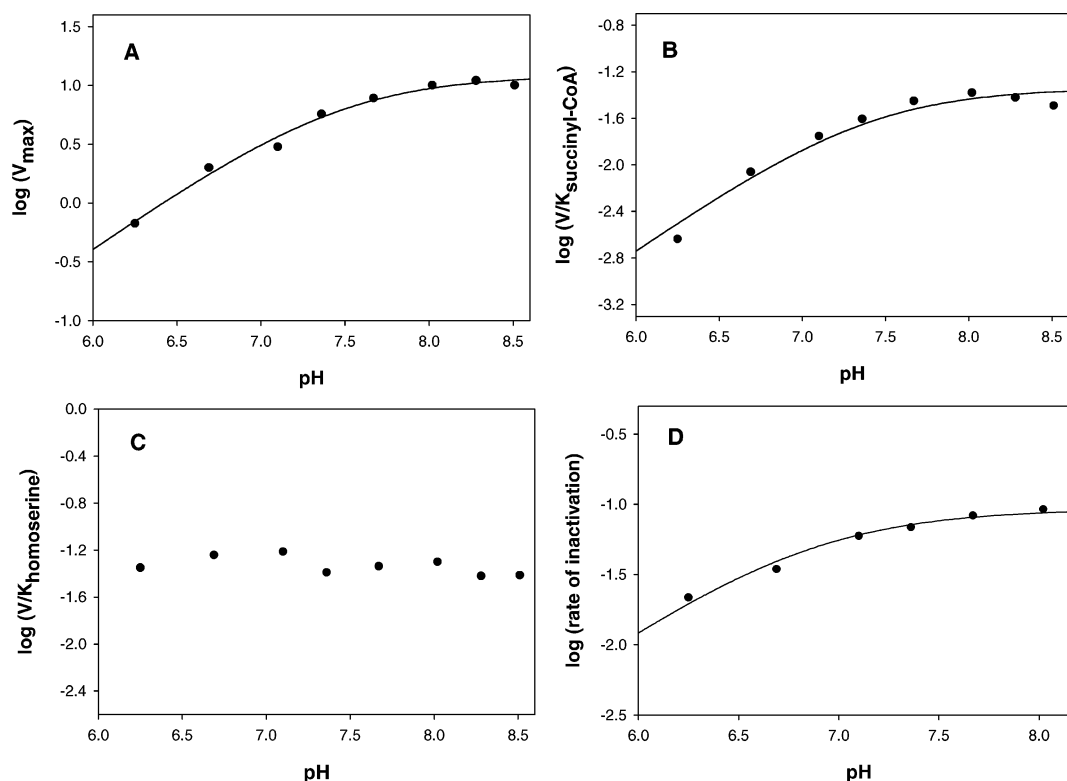 A
log (Vmax)
1.5
1.0
0.5
0.0
-0.5
-1.0
6.0 6.5 7.0 7.5 8.0 8.5
pH
B
log (V/Ksuccinyl-CoA)
-0.8
-1.2
-1.6
-2.0
-2.4
-2.8
-3.2
6.0 6.5 7.0 7.5 8.0 8.5
pH
C
log (V/Khomoserine)
0.0
-0.4
-0.8
-1.2
-1.6
-2.0
-2.4
6.0 6.5 7.0 7.5 8.0 8.5
pH
D
log (rate of inactivation)
-0.5
-1.0
-1.5
-2.0
-2.5
6.0 6.5 7.0 7.5 8.0
pH